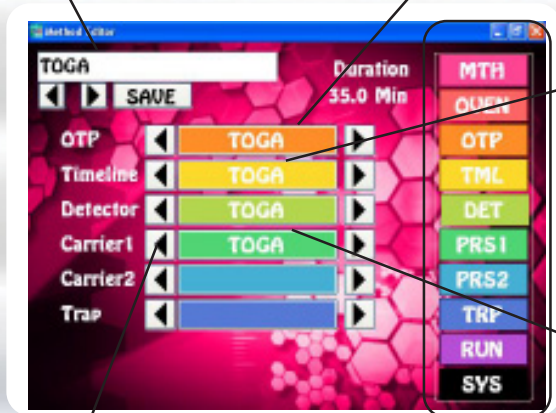 Method Editor
TOGA
Duration
SAVE
35.0 Min
OTP TOGA
Timeline TOGA
Detector TOGA
Carrier1 TOGA
Carrier2
Trap
MTH
OVEN
OTP
TML
DET
PRS1
PRS2
TRP
RUN
SYS